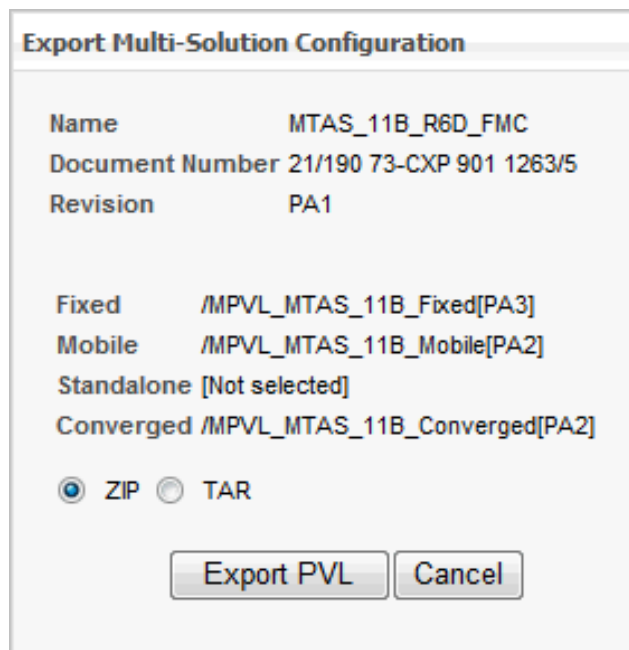 Export Multi-Solution Configuration
Name MTAS_11B_R6D_FMC
Document Number 21/190 73-CXP 901 1263/5
Revision PA1
Fixed /MPVL_MTAS_11B_Fixed[PA3]
Mobile /MPVL_MTAS_11B_Mobile[PA2]
Standalone [Not selected]
Converged /MPVL_MTAS_11B_Converged[PA2]
ZIP TAR
Export PVL Cancel